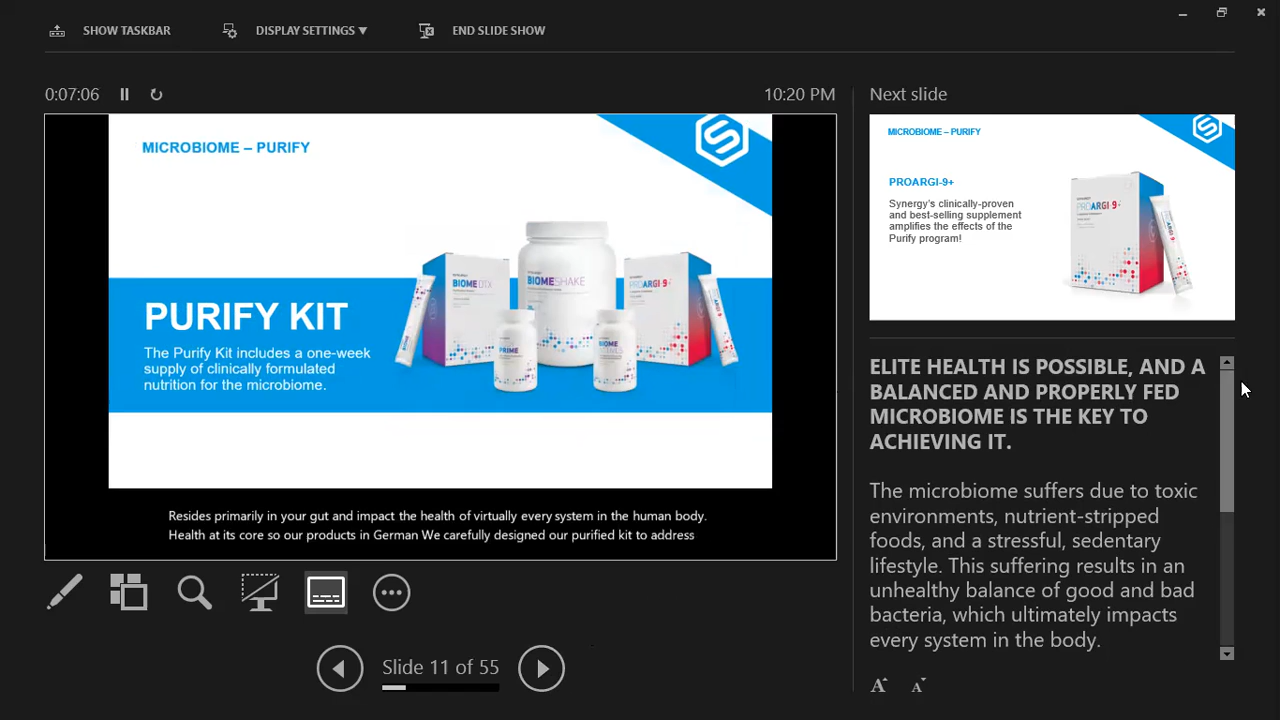 SHOW TASKBAR
DISPLAY SETTINGS ▼
END SLIDE SHOW
0:07:06
10:20 PM
MICROBIOME – PURIFY
PURIFY KIT
The Purify Kit includes a one-week
supply of clinically formulated
nutrition for the microbiome.
BIOMEDTX
BIOMESHAKE
PROARGI 9+
PRIME
BIOME
Resides primarily in your gut and impact the health of virtually every system in the human body.
Health at its core so our products in German We carefully designed our purified kit to address
Slide 11 of 55
Next slide
MICROBIOME – PURIFY
PROARGI-9+
Synergy's clinically-proven
and best-selling supplement
amplifies the effects of the
Purify program!
PROARGI 9+
ELITE HEALTH IS POSSIBLE, AND A
BALANCED AND PROPERLY FED
MICROBIOME IS THE KEY TO
ACHIEVING IT.
The microbiome suffers due to toxic
environments, nutrient-stripped
foods, and a stressful, sedentary
lifestyle. This suffering results in an
unhealthy balance of good and bad
bacteria, which ultimately impacts
every system in the body.
A A